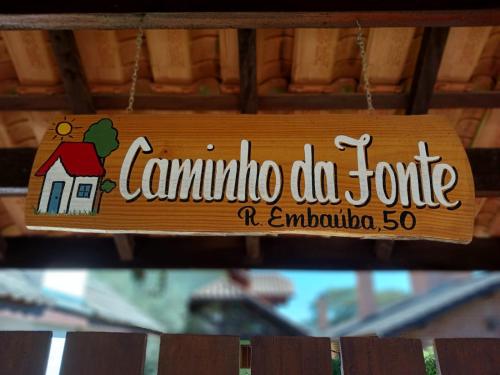 Caminho da Fonte
R. Embaúba, 50